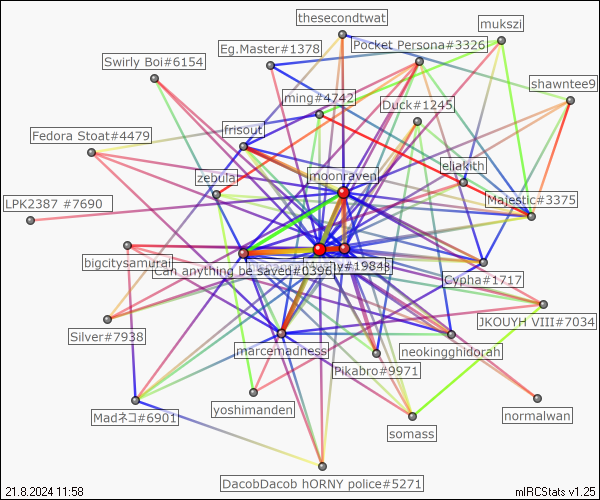 thesecondtwat
mukszi
Pocket Persona#3326
Eg.Master#1378
Swirly Boi#6154
shawntee9
ming#4742
Duck#1245
frisout
Fedora Stoat#4479
eliakith
zebula
moonraven
Majestic#3375
LPK2387 #7690
bigcitysamurai
Can anything be saved#0396
Cypha#1717
JKOUYH VIII#7034
Silver#7938
marcemadness
neokingghidorah
Pikabro#9971
yoshimanden
Madネコ#6901
normalwan
somass
DacobDacob hORNY police#5271
21.8.2024 11:58
mIRCStats v1.25